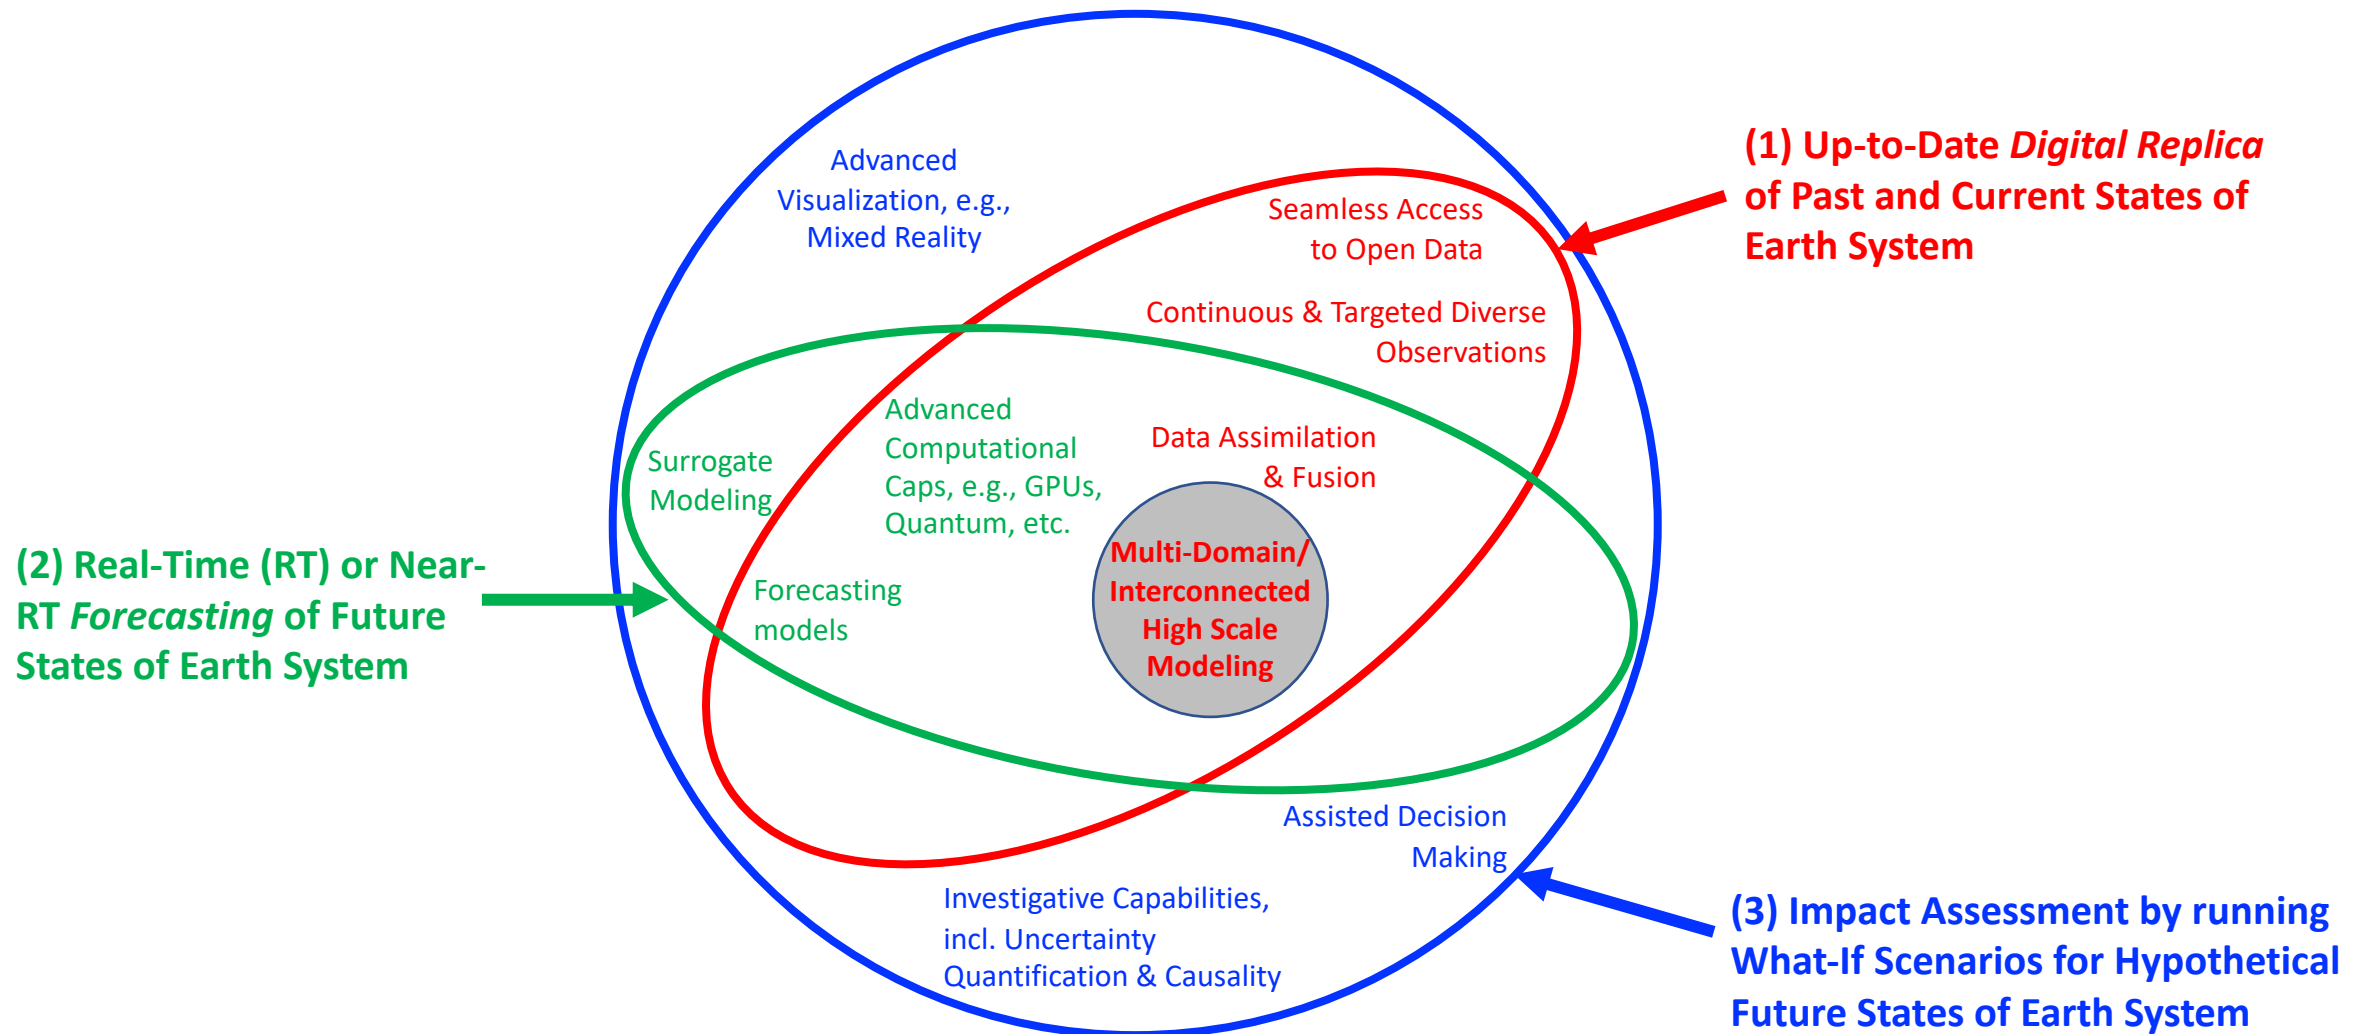 Advanced
Visualization, e.g.,
Mixed Reality
Seamless Access
to Open Data
Continuous & Targeted Diverse
Observations
(1) Up-to-Date Digital Replica
of Past and Current States of
Earth System
Surrogate
Modeling
Advanced
Computational
Caps, e.g., GPUs,
Quantum, etc.
Data Assimilation
& Fusion
(2) Real-Time (RT) or Near-
RT Forecasting of Future
States of Earth System
Forecasting
models
Multi-Domain/
Interconnected
High Scale
Modeling
Assisted Decision
Making
Investigative Capabilities,
incl. Uncertainty
Quantification & Causality
(3) Impact Assessment by running
What-If Scenarios for Hypothetical
Future States of Earth System